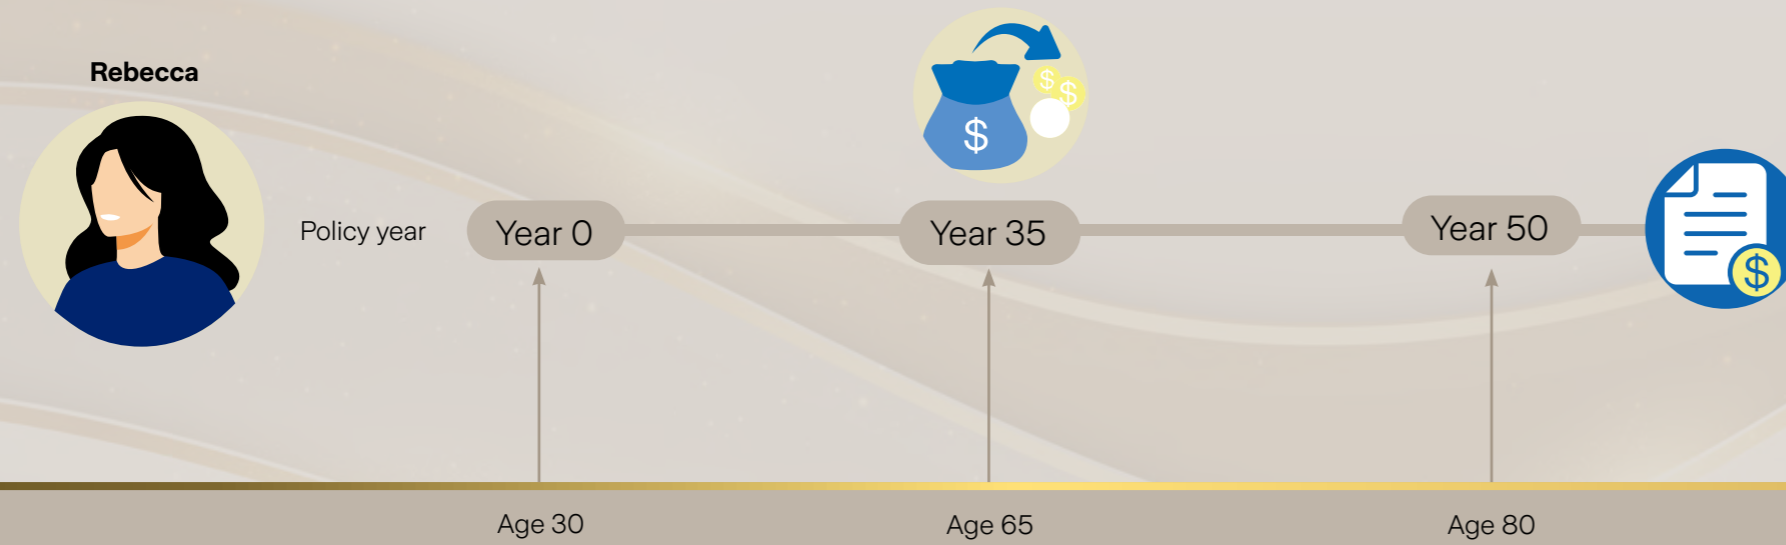 Rebecca
$
$
$
Policy year
Year 0
Year 35
Year 50
$
Age 30
Age 65
Age 80